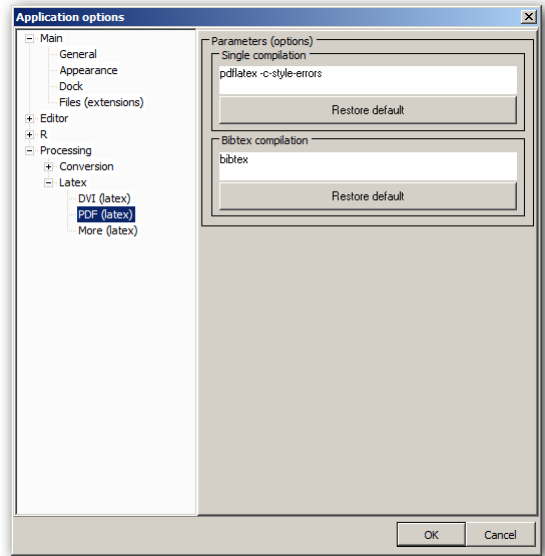 Application options
Main
General
Appearance
Dock
Files (extensions)
Editor
R
Processing
Conversion
Latex
DVI (latex)
PDF (latex)
More (latex)
Parameters (options)
Single compilation
pdflatex -c-style-errors
Restore default
Bibtex compilation
bibtex
Restore default
OK
Cancel